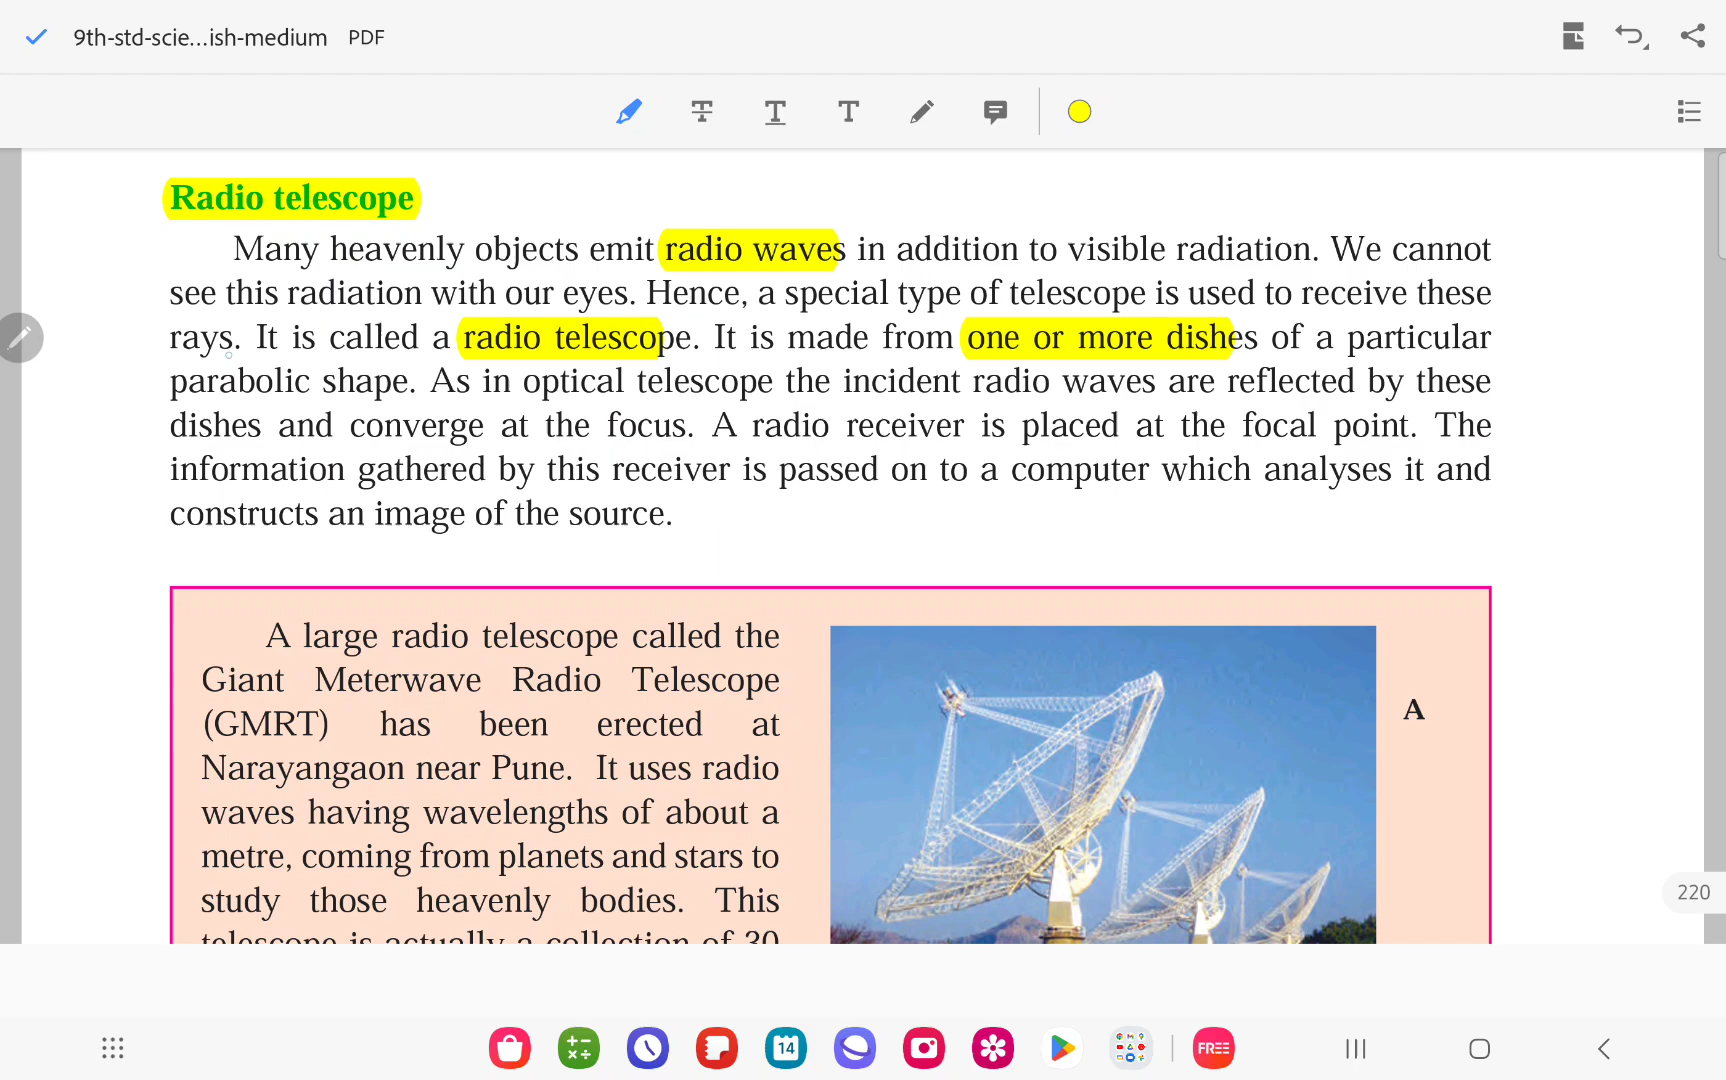 9th-std-scie...ish-medium PDF
Radio telescope
Many heavenly objects emit radio waves in addition to visible radiation. We cannot
see this radiation with our eyes. Hence, a special type of telescope is used to receive these
rays. It is called a radio telescope. It is made from one or more dishes of a particular
parabolic shape. As in optical telescope the incident radio waves are reflected by these
dishes and converge at the focus. A radio receiver is placed at the focal point. The
information gathered by this receiver is passed on to a computer which analyses it and
constructs an image of the source.
A large radio telescope called the
Giant Meterwave Radio Telescope
(GMRT) has been erected at
Narayangaon near Pune. It uses radio
waves having wavelengths of about a
metre, coming from planets and stars to
study those heavenly bodies. This
telescope is actually a collection of 30
A
220
14
FREE